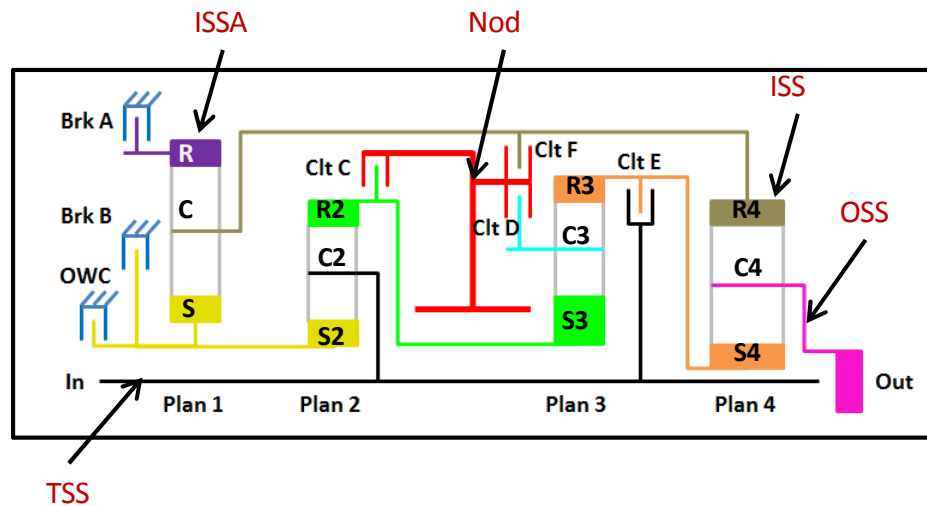 ISSA
Nod
ISS
Brk A
R
Clt F
Clt C
Clt E
R3
C
Brk B
R2
Clt D
R4
OSS
C3
C2
C4
OWC
S
S2
S3
S4
In
Out
Plan 1
Plan 2
Plan 3
Plan 4
TSS